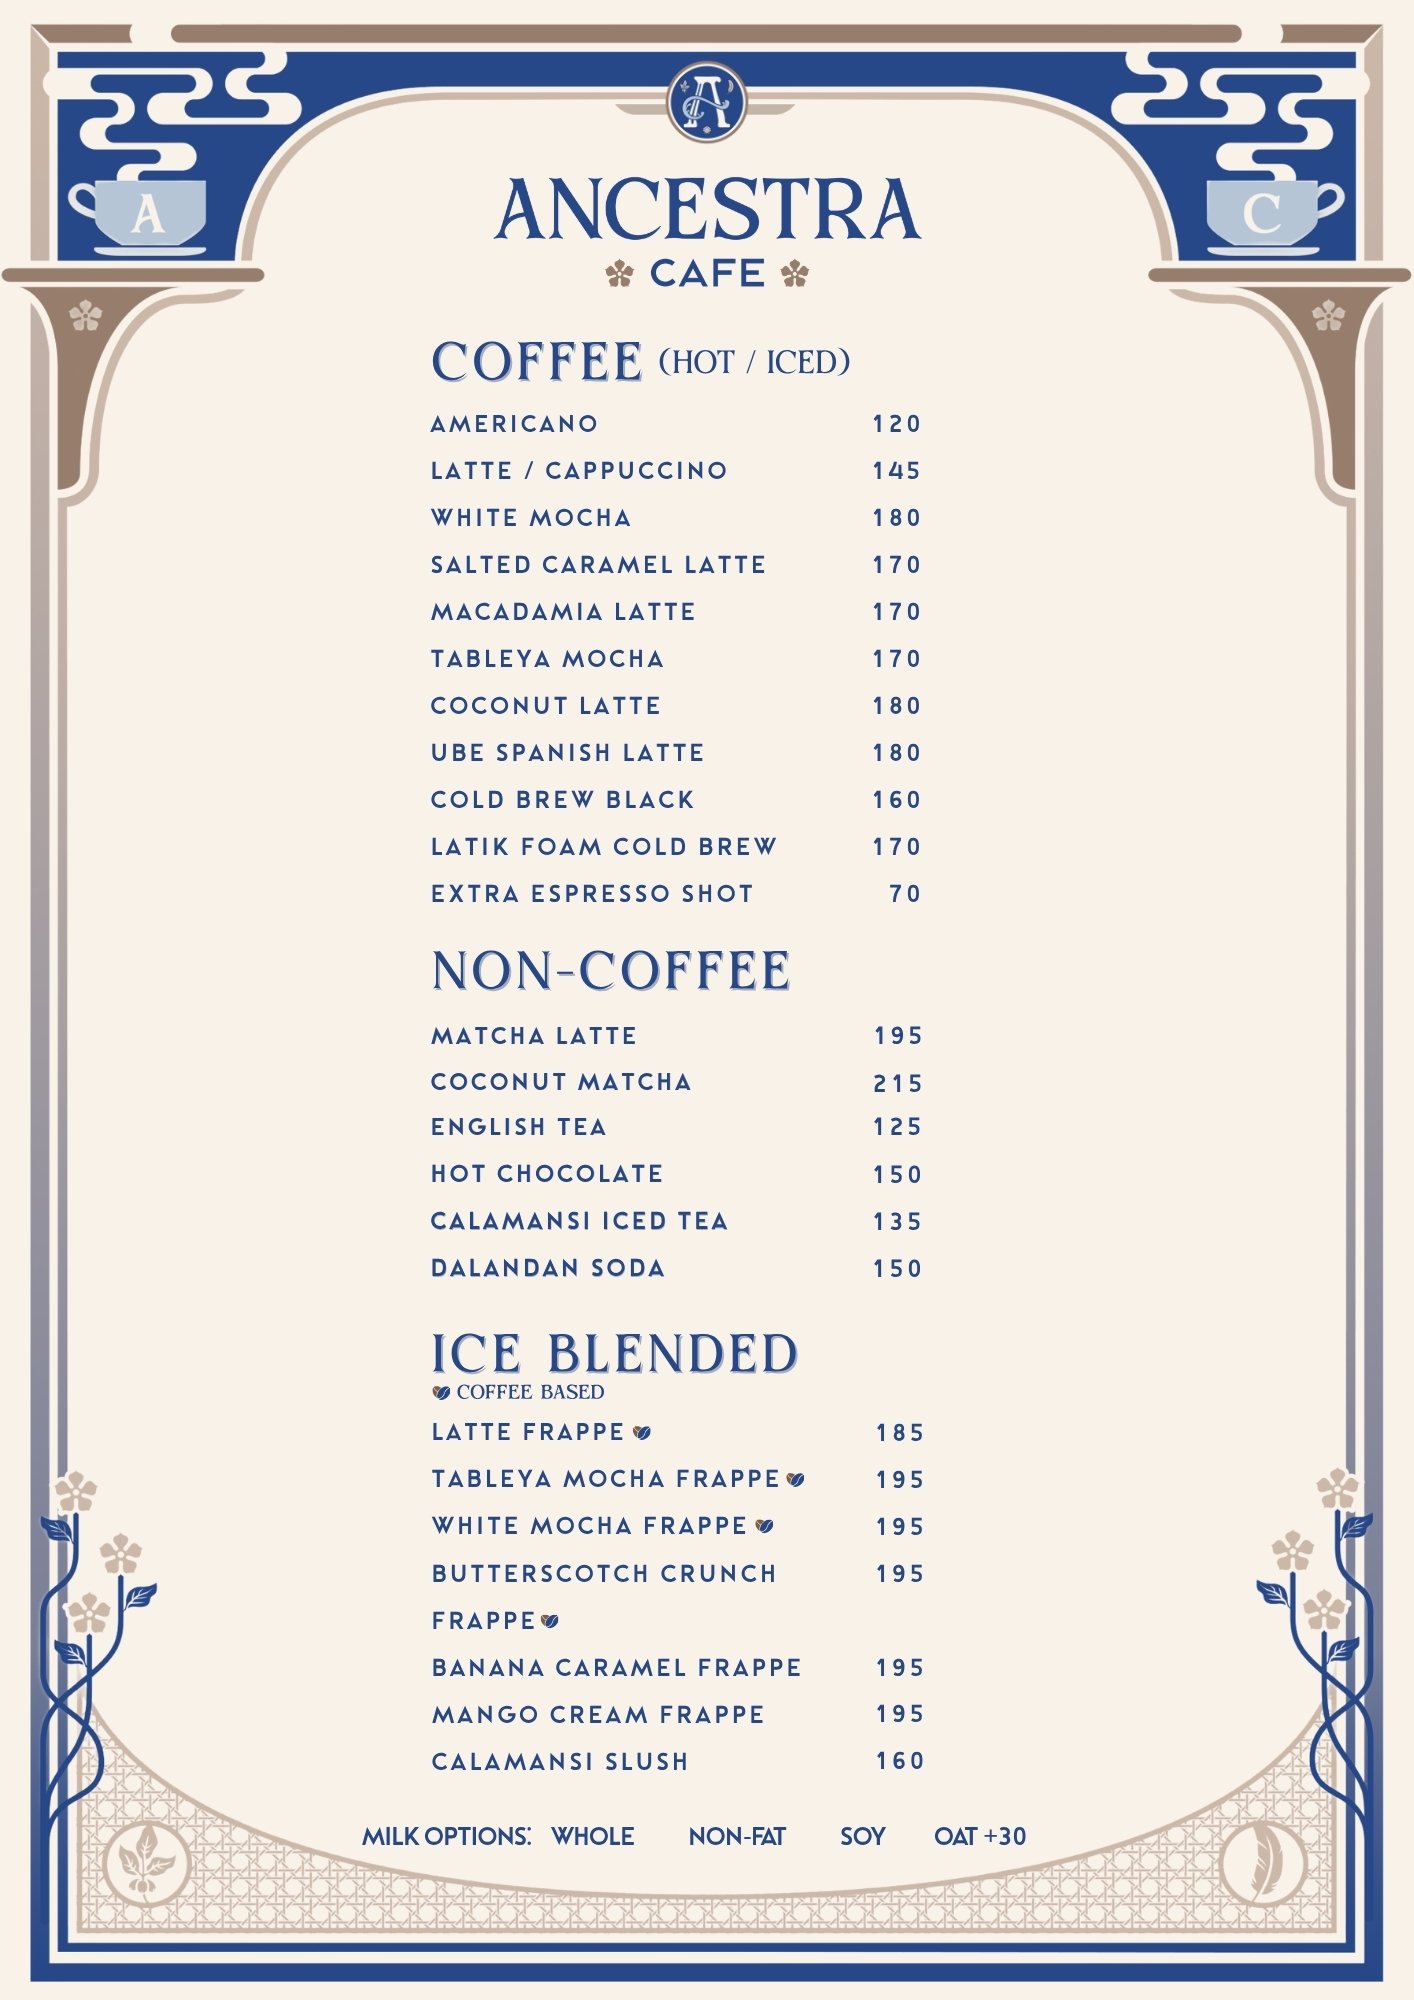 A
A
C
ANCESTRA
CAFE
COFFEE (HOT / ICED)
AMERICANO 120
LATTE / CAPPUCCINO 145
WHITE MOCHA 180
SALTED CARAMEL LATTE 170
MACADAMIA LATTE 170
TABLEYA MOCHA 170
COCONUT LATTE 180
UBE SPANISH LATTE 180
COLD BREW BLACK 160
LATIK FOAM COLD BREW 170
EXTRA ESPRESSO SHOT 70
NON-COFFEE
MATCHA LATTE 195
COCONUT MATCHA 215
ENGLISH TEA 125
HOT CHOCOLATE 150
CALAMANSI ICED TEA 135
DALANDAN SODA 150
ICE BLENDED
COFFEE BASED
LATTE FRAPPE 185
TABLEYA MOCHA FRAPPE 195
WHITE MOCHA FRAPPE 195
BUTTERSCOTCH CRUNCH 195
FRAPPE
BANANA CARAMEL FRAPPE 195
MANGO CREAM FRAPPE 195
CALAMANSI SLUSH 160
MILK OPTIONS: WHOLE NON-FAT SOY OAT +30